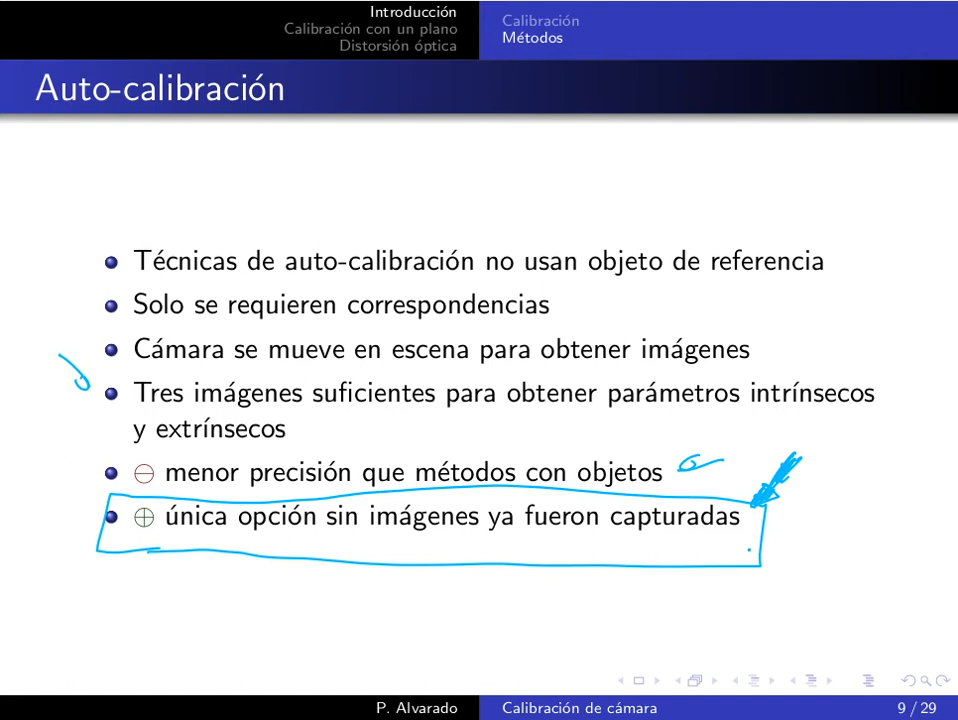 Introducción
Calibración con un plano
Distorsión óptica
Calibración
Métodos
Auto-calibración
Técnicas de auto-calibración no usan objeto de referencia
Solo se requieren correspondencias
Cámara se mueve en escena para obtener imágenes
Tres imágenes suficientes para obtener parámetros intrínsecos
y extrínsecos
⊖ menor precisión que métodos con objetos
⊕ única opción sin imágenes ya fueron capturadas
P. Alvarado
Calibración de cámara
9 / 29